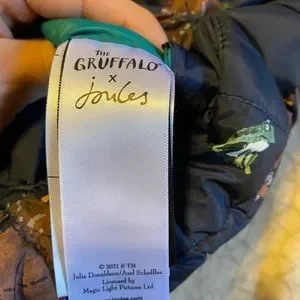 THE
GRUFFALO
x
joules
© 2021 & TM
Julia Donaldson/Axel Scheffler.
Licensed by
Magic Light Pictures Ltd.